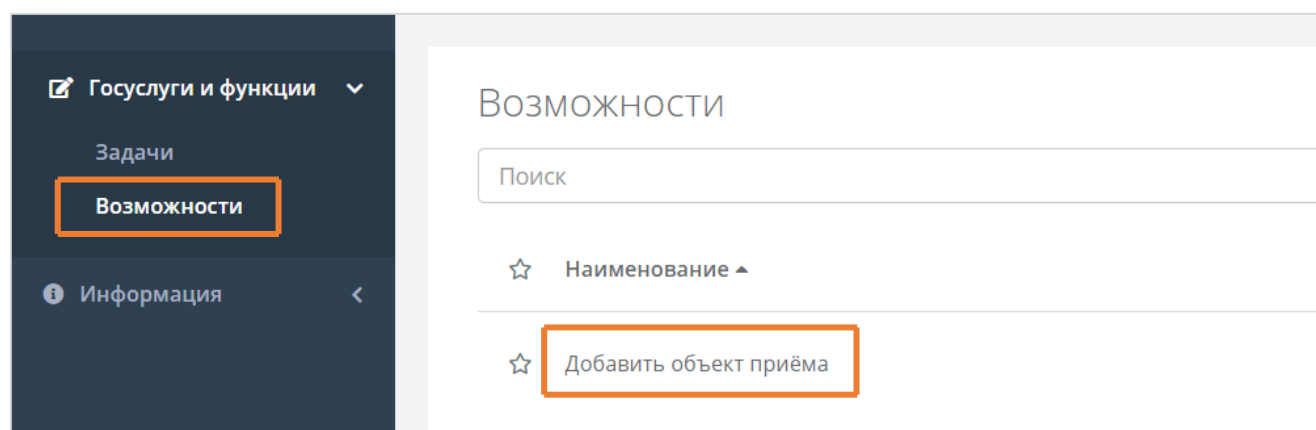 Госуслуги и функции
Задачи
Возможности
Информация
Возможности
Поиск
Наименование
Добавить объект приёма